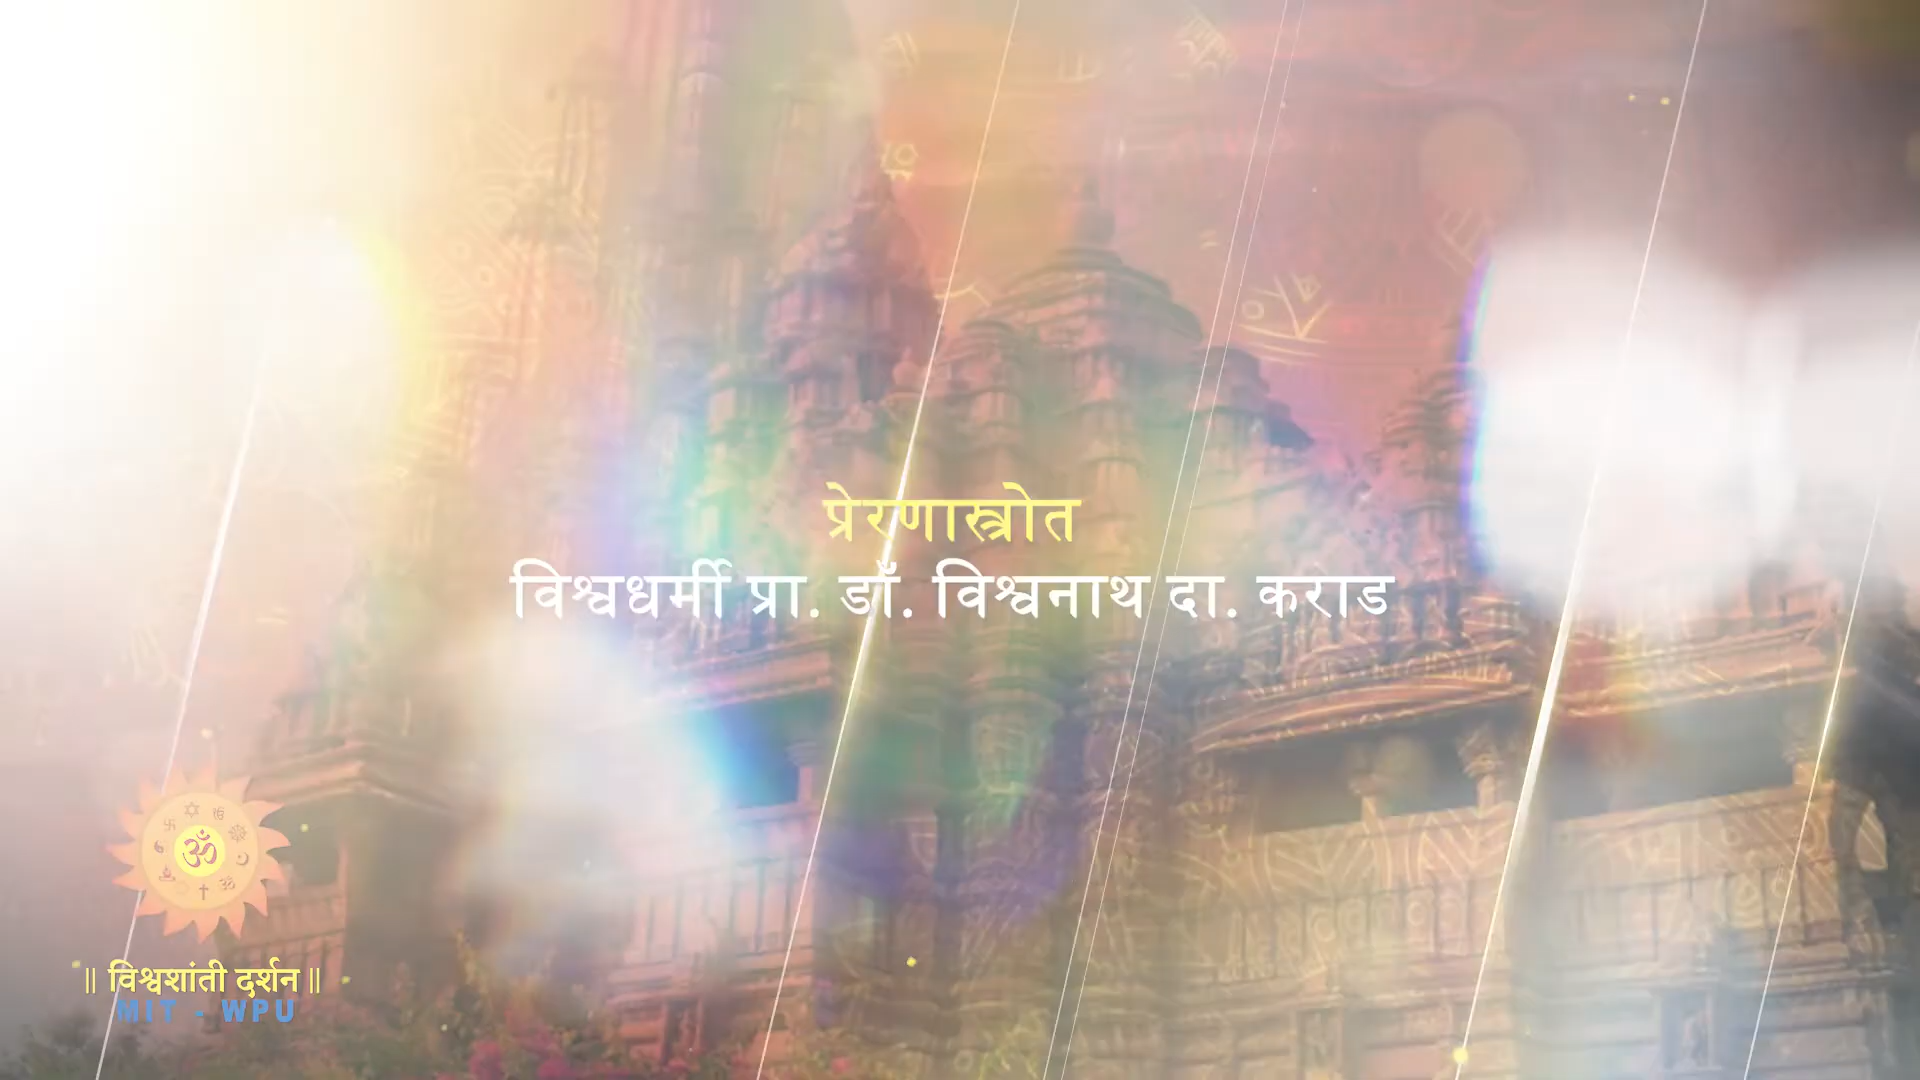 प्रेरणास्त्रोत
विश्वधर्मी प्रा. डॉ. विश्वनाथ दा. कराड
ॐ
॥ विश्वशांती दर्शन ॥
MIT - WPU